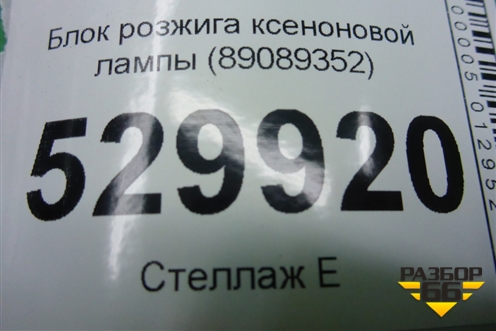 Блок розжига ксеноновой
лампы (89089352)
529920
Стеллаж Е
РАЗБОР
66